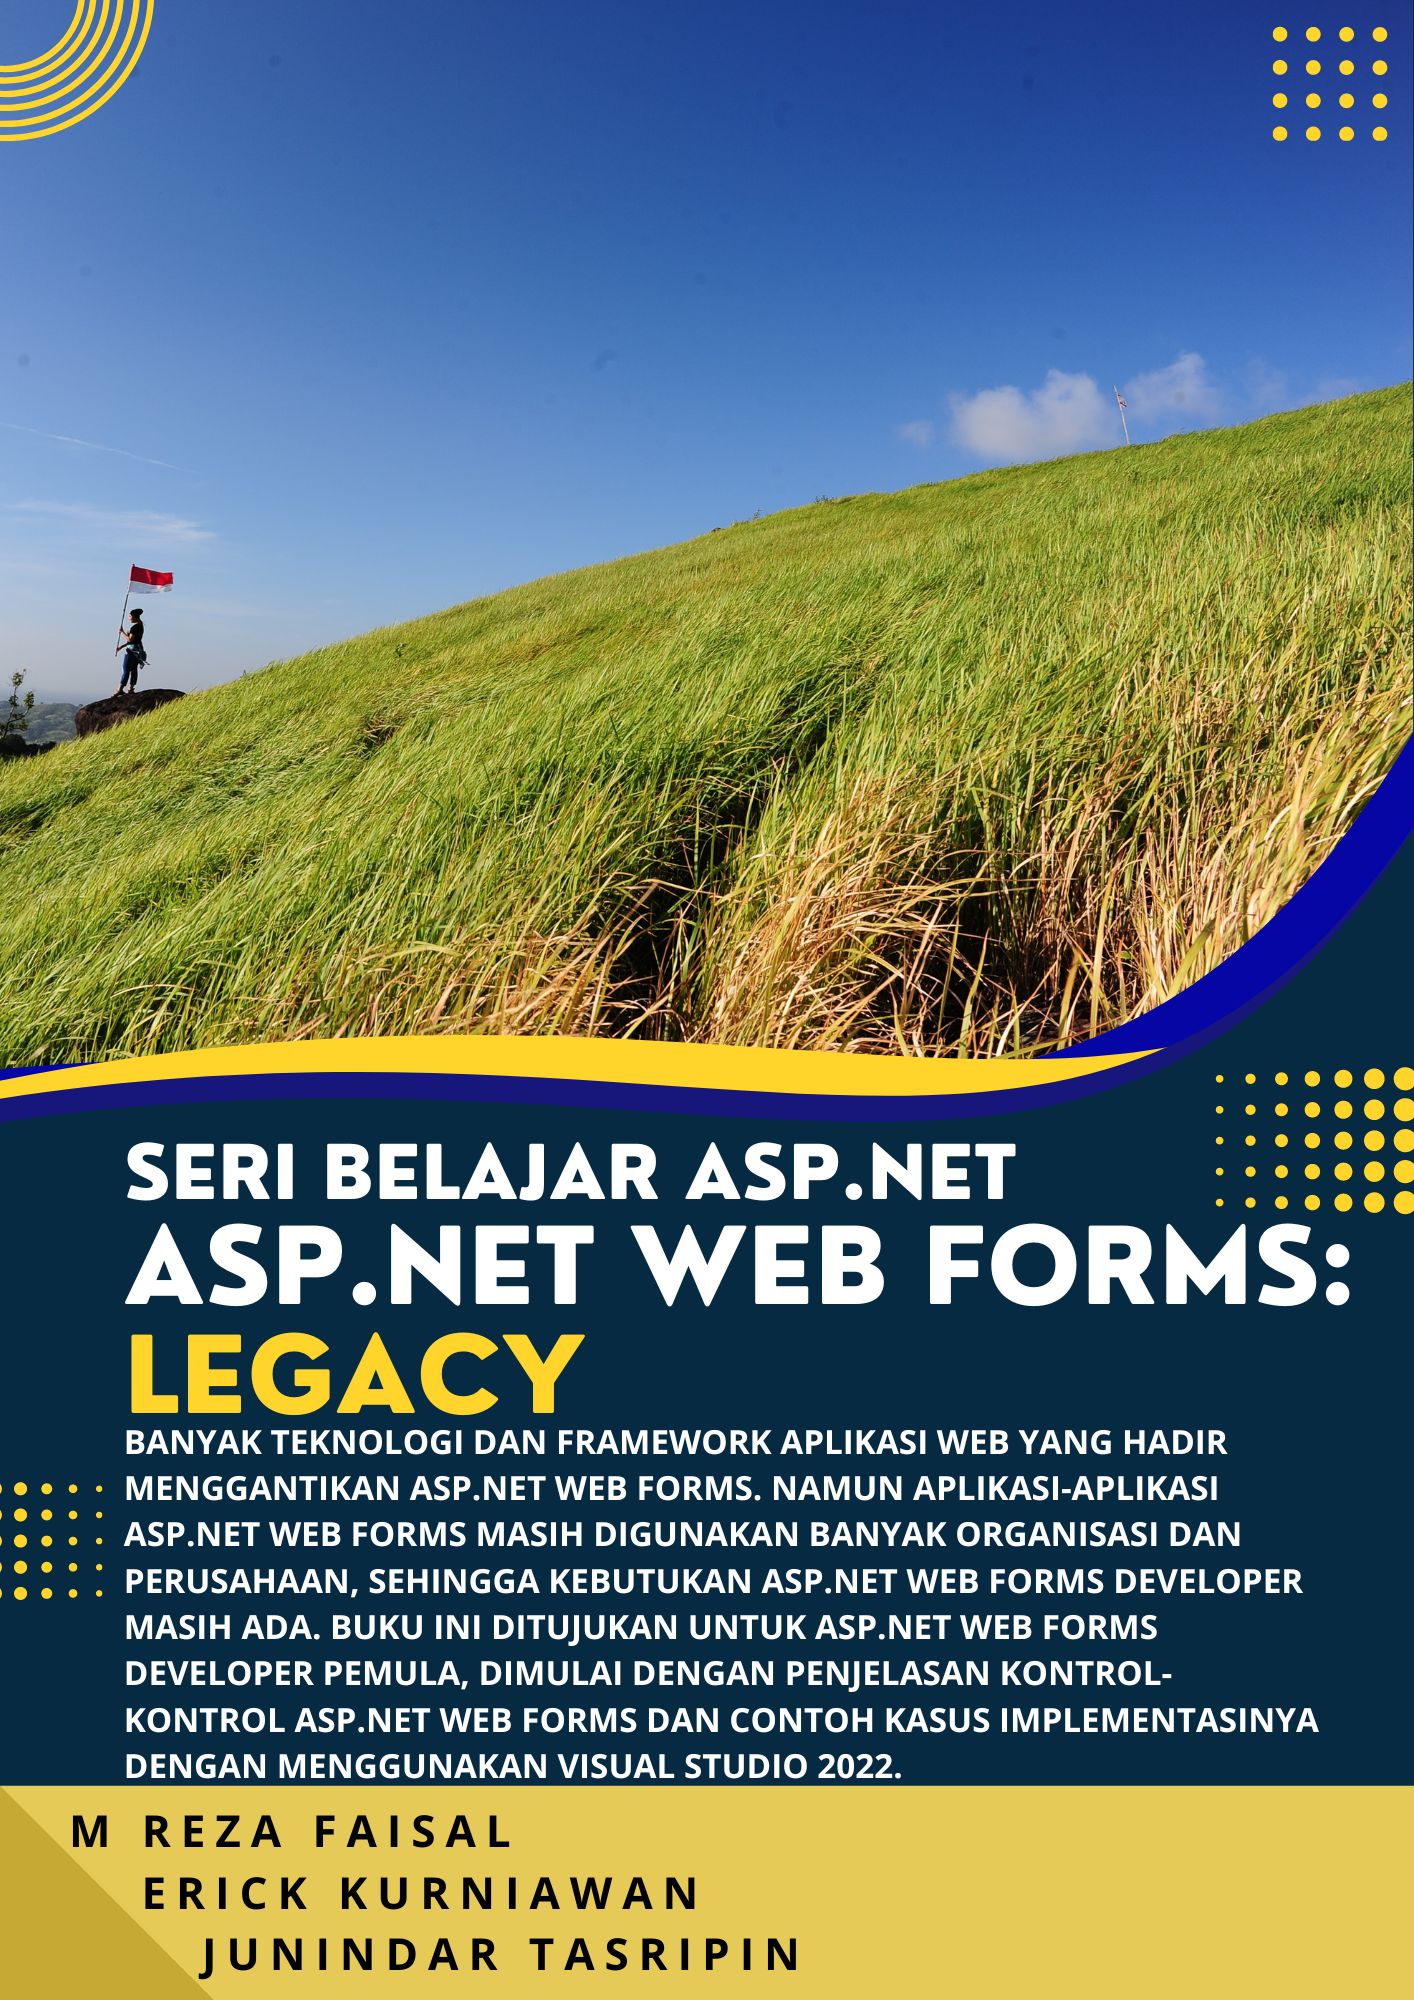 SERI BELAJAR ASP.NET
ASP.NET WEB FORMS:
LEGACY
BANYAK TEKNOLOGI DAN FRAMEWORK APLIKASI WEB YANG HADIR
MENGGANTIKAN ASP.NET WEB FORMS. NAMUN APLIKASI-APLIKASI
ASP.NET WEB FORMS MASIH DIGUNAKAN BANYAK ORGANISASI DAN
PERUSAHAAN, SEHINGGA KEBUTUKAN ASP.NET WEB FORMS DEVELOPER
MASIH ADA. BUKU INI DITUJUKAN UNTUK ASP.NET WEB FORMS
DEVELOPER PEMULA, DIMULAI DENGAN PENJELASAN KONTROL-
KONTROL ASP.NET WEB FORMS DAN CONTOH KASUS IMPLEMENTASINYA
DENGAN MENGGUNAKAN VISUAL STUDIO 2022.
M REZA FAISAL
ERICK KURNIAWAN
JUNINDAR TASRIPIN